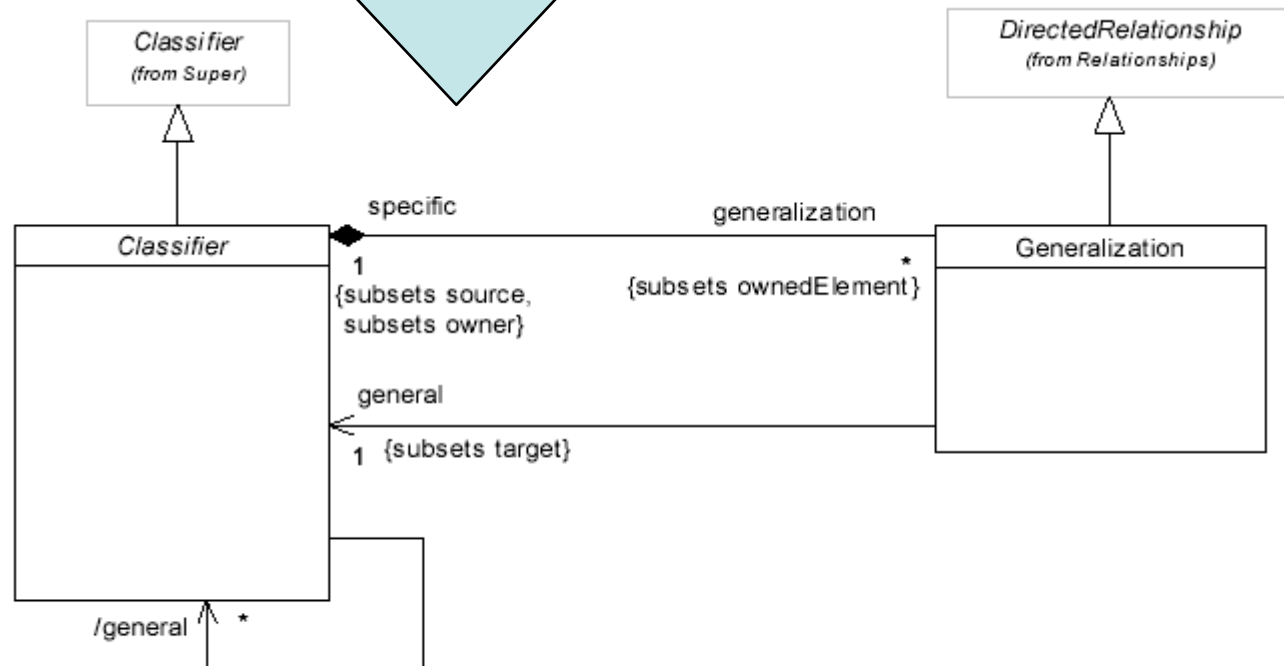 Classifier
(from Super)
DirectedRelationship
(from Relationships)
specific
generalization
Classifier
Generalization
1
*
{subsets source,
subsets owner}
{subsets ownedElement}
general
1
{subsets target}
/general
*